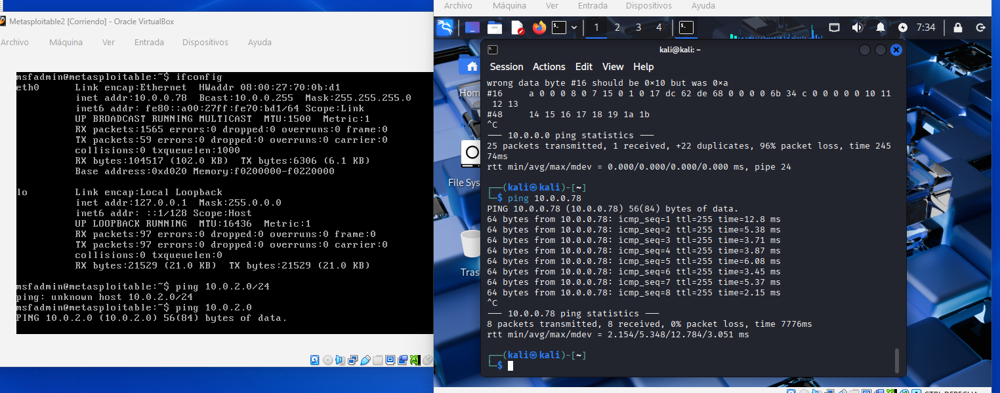 Metasploitable2 [Corriendo] - Oracle VirtualBox
Archivo Máquina Ver Entrada Dispositivos Ayuda
msfadmin@metasploitable:~$ ifconfig
eth0 Link encap:Ethernet HWaddr 08:00:27:70:0b:d1
inet addr:10.0.0.78 Bcast:10.0.0.255 Mask:255.255.255.0
inet6 addr: fe80::a00:27ff:fe70:bd1/64 Scope:Link
UP BROADCAST RUNNING MULTICAST MTU:1500 Metric:1
RX packets:1565 errors:0 dropped:0 overruns:0 frame:0
TX packets:59 errors:0 dropped:0 overruns:0 carrier:0
collisions:0 txqueuelen:1000
RX bytes:104517 (102.0 KB) TX bytes:6306 (6.1 KB)
Base address:0xd020 Memory:f0200000-f0220000
lo Link encap:Local Loopback
inet addr:127.0.0.1 Mask:255.0.0.0
inet6 addr: ::1/128 Scope:Host
UP LOOPBACK RUNNING MTU:16436 Metric:1
RX packets:97 errors:0 dropped:0 overruns:0 frame:0
TX packets:97 errors:0 dropped:0 overruns:0 carrier:0
collisions:0 txqueuelen:0
RX bytes:21529 (21.0 KB) TX bytes:21529 (21.0 KB)
msfadmin@metasploitable:~$ ping 10.0.2.0/24
ping: unknown host 10.0.2.0/24
msfadmin@metasploitable:~$ ping 10.0.2.0
PING 10.0.2.0 (10.0.2.0) 56(84) bytes of data.
Archivo Máquina Ver Entrada Dispositivos Ayuda
1 2 3 4 7:34
Hom
File Sys
Tras
kali@kali: ~
Session Actions Edit View Help
wrong data byte #16 should be 0×10 but was 0×a
#16 a 0 0 0 8 0 7 15 0 1 0 17 dc 62 de 68 0 0 0 0 6b 34 c 0 0 0 0 0 10 11
12 13
#48 14 15 16 17 18 19 1a 1b
^C
── 10.0.0.0 ping statistics ──
25 packets transmitted, 1 received, +22 duplicates, 96% packet loss, time 245
74ms
rtt min/avg/max/mdev = 0.000/0.000/0.000/0.000 ms, pipe 24
┌──(kali㉿kali)-[~]
└─$ ping 10.0.0.78
PING 10.0.0.78 (10.0.0.78) 56(84) bytes of data.
64 bytes from 10.0.0.78: icmp_seq=1 ttl=255 time=12.8 ms
64 bytes from 10.0.0.78: icmp_seq=2 ttl=255 time=5.38 ms
64 bytes from 10.0.0.78: icmp_seq=3 ttl=255 time=3.71 ms
64 bytes from 10.0.0.78: icmp_seq=4 ttl=255 time=3.87 ms
64 bytes from 10.0.0.78: icmp_seq=5 ttl=255 time=6.08 ms
64 bytes from 10.0.0.78: icmp_seq=6 ttl=255 time=3.45 ms
64 bytes from 10.0.0.78: icmp_seq=7 ttl=255 time=5.37 ms
64 bytes from 10.0.0.78: icmp_seq=8 ttl=255 time=2.15 ms
^C
── 10.0.0.78 ping statistics ──
8 packets transmitted, 8 received, 0% packet loss, time 7776ms
rtt min/avg/max/mdev = 2.154/5.348/12.784/3.051 ms
┌──(kali㉿kali)-[~]
└─$